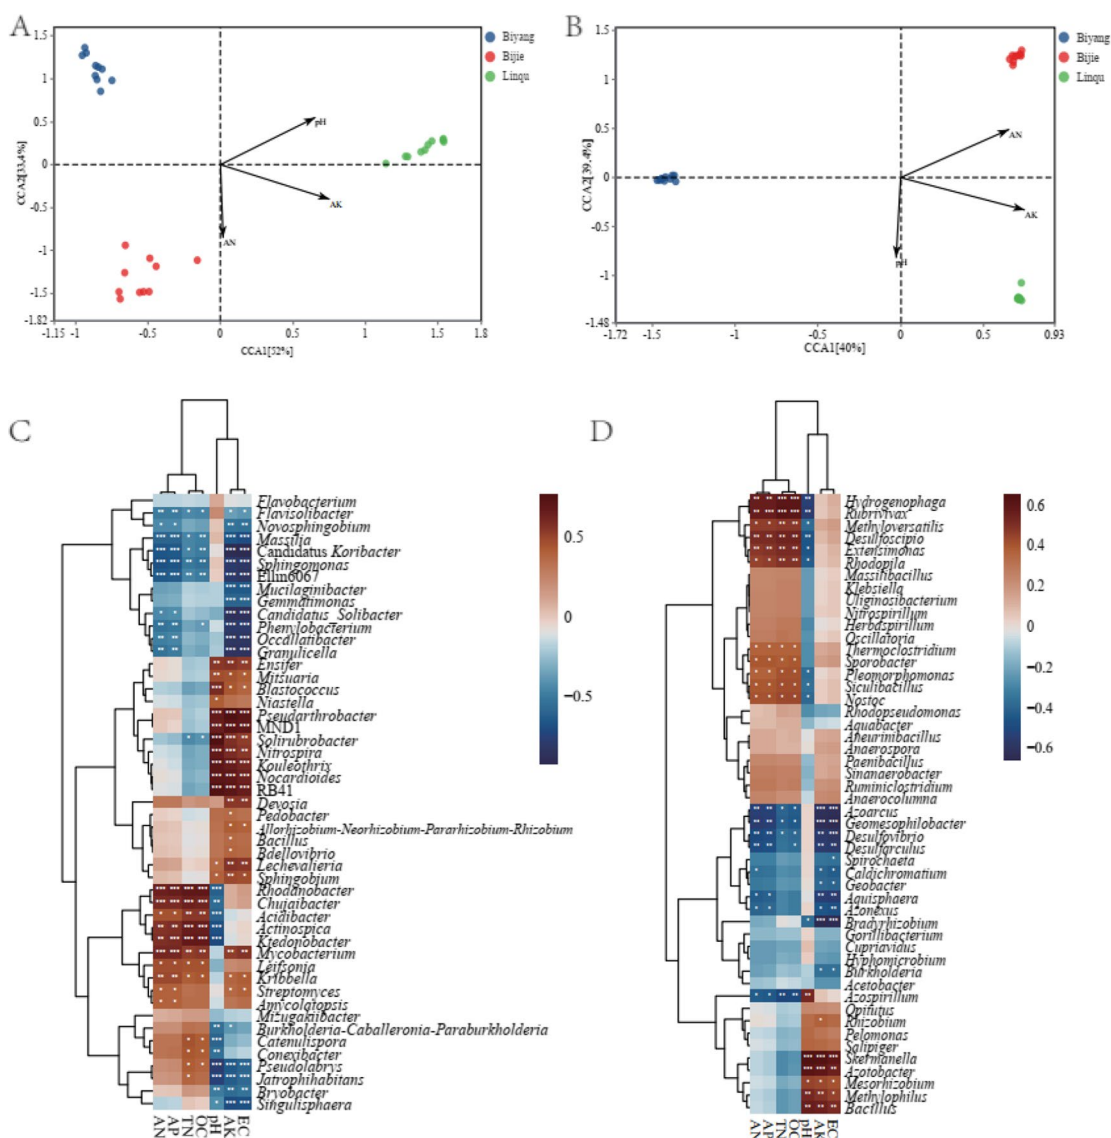 A
Biyang
Bijie
Linqu
1.5
1
0.5
0
-0.5
-1
-1.5
-1.82
CCA2[33.4%]
pH
AK
AN
-1.15 -1 -0.5 0 0.5 1 1.5 1.8
CCA1[52%]
B
Biyang
Bijie
Linqu
1.5
1
0.5
0
-0.5
-1
-1.48
CCA2[39.4%]
AN
AK
pH
-1.72 -1.5 -1 -0.5 0 0.5 0.93
CCA1[40%]
C
Flavobacterium
Flavisolibacter
Novosphingobium
Massilia
Candidatus Koribacter
Sphingomonas
Ellin6067
Mucilaginibacter
Gemmatimonas
Candidatus_Solibacter
Phenylobacterium
Occallatibacter
Granulicella
Ensifer
Mitsuaria
Blastococcus
Niastella
Pseudarthrobacter
MND1
Solirubrobacter
Nitrospira
Kouleothrix
Nocardioides
RB41
Devosia
Pedobacter
Allorhizobium-Neorhizobium-Pararhizobium-Rhizobium
Bacillus
Bdellovibrio
Lechevalieria
Sphingobium
Rhodanobacter
Chujaibacter
Acidibacter
Actinospica
Ktedonobacter
Mycobacterium
Leifsonia
Kribbella
Streptomyces
Amycolatopsis
Mizugakiibacter
Burkholderia-Caballeronia-Paraburkholderia
Catenulispora
Conexibacter
Pseudolabrys
Jatrophihabitans
Bryobacter
Singulisphaera
AN AP TN OC pH AK EC
0.5
0
−0.5
D
Hydrogenophaga
Rubrivivax
Methyloversatilis
Desulfoscipio
Extensimonas
Rhodopila
Massilibacillus
Klebsiella
Uliginosibacterium
Nitrospirillum
Herbaspirillum
Oscillatoria
Thermoclostridium
Sporobacter
Pleomorphomonas
Siculibacillus
Nostoc
Rhodopseudomonas
Aquabacter
Aneurinibacillus
Anaerospora
Paenibacillus
Sinanaerobacter
Ruminiclostridium
Anaerocolumna
Azoarcus
Geomesophilobacter
Desulfovibrio
Desulfarculus
Spirochaeta
Caldichromatium
Geobacter
Aquisphaera
Azonexus
Bradyrhizobium
Gorillibacterium
Cupriavidus
Hyphomicrobium
Burkholderia
Acetobacter
Azospirillum
Opitutus
Rhizobium
Pelomonas
Salipiger
Skermanella
Azotobacter
Mesorhizobium
Methylophilus
Bacillus
AN AP TN OC pH AK EC
0.6
0.4
0.2
0
−0.2
−0.4
−0.6